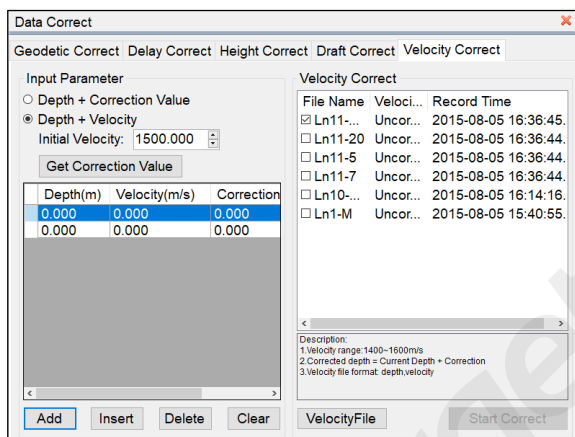 Data Correct
Geodetic Correct Delay Correct Height Correct Draft Correct Velocity Correct
Input Parameter
Depth + Correction Value
Depth + Velocity
Initial Velocity: 1500.000
Get Correction Value
Depth(m) Velocity(m/s) Correction
0.000 0.000 0.000
0.000 0.000 0.000
Add Insert Delete Clear
Velocity Correct
File Name Veloci... Record Time
Ln11-... Uncor... 2015-08-05 16:36:45.
Ln11-20 Uncor... 2015-08-05 16:36:44.
Ln11-5 Uncor... 2015-08-05 16:36:44.
Ln11-7 Uncor... 2015-08-05 16:36:44.
Ln10-... Uncor... 2015-08-05 16:14:16.
Ln1-M Uncor... 2015-08-05 15:40:55.
Description:
1.Velocity range:1400~1600m/s
2.Corrected depth = Current Depth + Correction
3.Velocity file format: depth,velocity
VelocityFile Start Correct